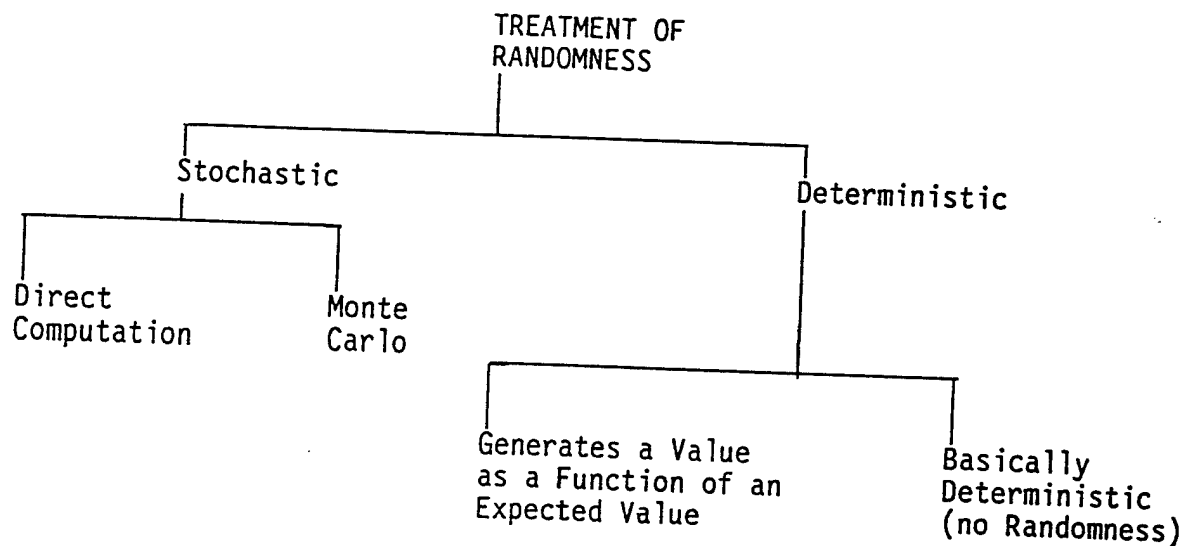 TREATMENT OF
RANDOMNESS
Stochastic
Deterministic
Direct
Computation
Monte
Carlo
Generates a Value
as a Function of an
Expected Value
Basically
Deterministic
(no Randomness)